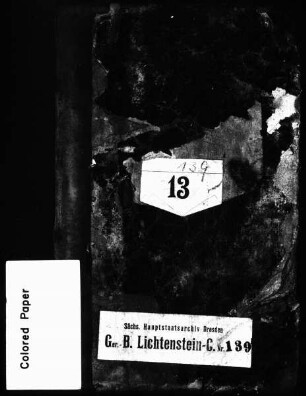 139
13
Sächs. Hauptstaatsarchiv Dresden
Ger.-B. Lichtenstein-C. Nr. 139
Colored Paper